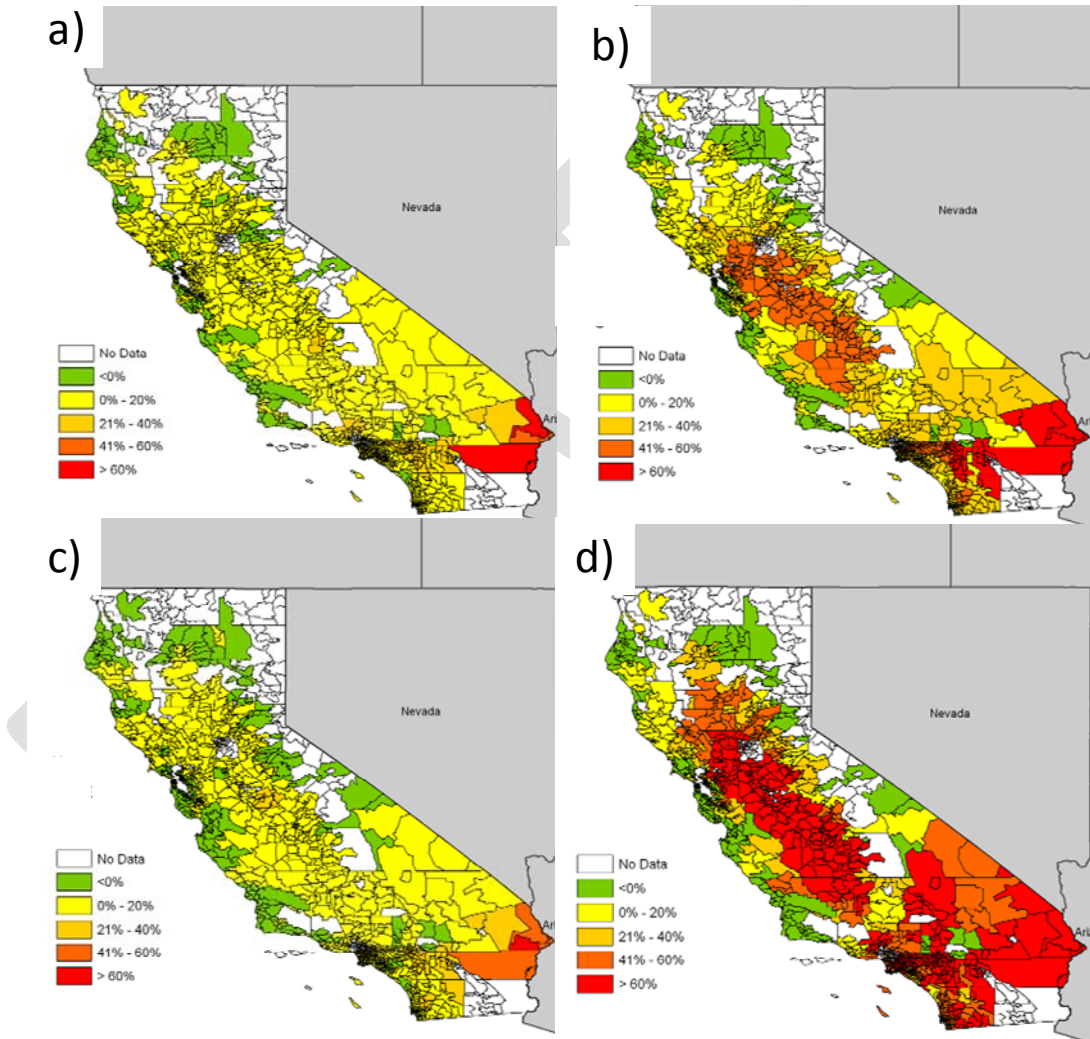 a)
Nevada
No Data
<0%
0% - 20%
21% - 40%
41% - 60%
> 60%
b)
Nevada
No Data
<0%
0% - 20%
21% - 40%
41% - 60%
> 60%
c)
Nevada
No Data
<0%
0% - 20%
21% - 40%
41% - 60%
> 60%
d)
Nevada
No Data
<0%
0% - 20%
21% - 40%
41% - 60%
> 60%